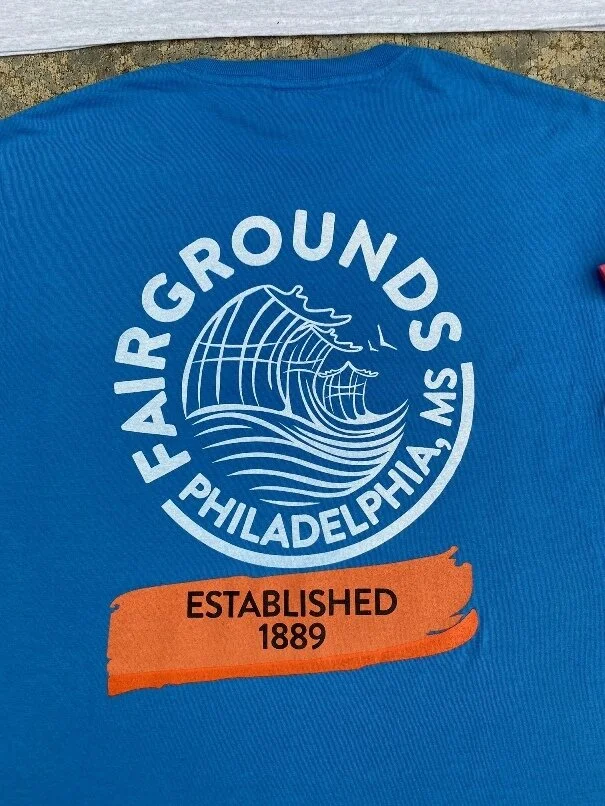 FAIRGROUNDS
PHILADELPHIA, MS
ESTABLISHED
1889